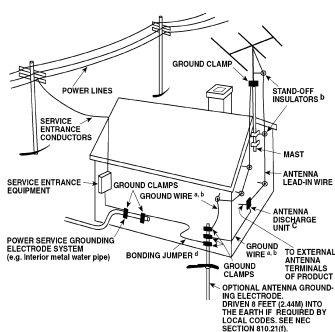 GROUND CLAMP
POWER LINES
STAND-OFF
INSULATORS b
SERVICE
ENTRANCE
CONDUCTORS
MAST
ANTENNA
LEAD-IN WIRE
SERVICE ENTRANCE
EQUIPMENT
GROUND CLAMPS
GROUND WIRE a, b
ANTENNA
DISCHARGE
UNIT C
POWER SERVICE GROUNDING
ELECTRODE SYSTEM
(e.g. Interior metal water pipe)
BONDING JUMPER d
GROUND
WIRE a, b
GROUND
CLAMPS
TO EXTERNAL
ANTENNA
TERMINALS
OF PRODUCT
OPTIONAL ANTENNA GROUND-
ING ELECTRODE.
DRIVEN 8 FEET (2.44M) INTO
THE EARTH IF REQUIRED BY
LOCAL CODES. SEE NEC
SECTION 810.21(f).